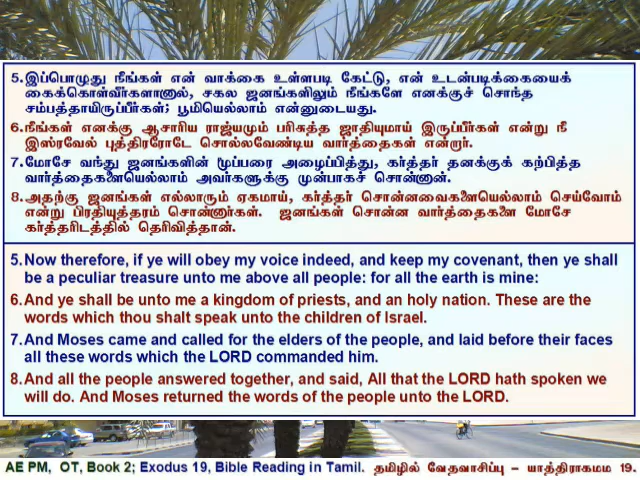 5.இப்பொழுது நீங்கள் என் வாக்கை உள்ளபடி கேட்டு, என் உடன்படிக்கையைக்
கைக்கொள்வீர்களானால், சகல ஜனங்களிலும் நீங்களே எனக்குச் சொந்த
சம்பத்தாயிருப்பீர்கள்; பூமியெல்லாம் என்னுடையது.
6.நீங்கள் எனக்கு ஆசாரிய ராஜ்யமும் பரிசுத்த ஜாதியுமாய் இருப்பீர்கள் என்று நீ
இஸ்ரவேல் புத்திரரோடே சொல்லவேண்டிய வார்த்தைகள் என்றார்.
7.மோசே வந்து ஜனங்களின் மூப்பரை அழைப்பித்து, கர்த்தர் தனக்குக் கற்பித்த
வார்த்தைகளையெல்லாம் அவர்களுக்கு முன்பாகச் சொன்னான்.
8.அதற்கு ஜனங்கள் எல்லாரும் ஏகமாய், கர்த்தர் சொன்னவைகளையெல்லாம் செய்வோம்
என்று பிரதியுத்தரம் சொன்னார்கள். ஜனங்கள் சொன்ன வார்த்தைகளை மோசே
கர்த்தரிடத்தில் தெரிவித்தான்.
5.Now therefore, if ye will obey my voice indeed, and keep my covenant, then ye shall
be a peculiar treasure unto me above all people: for all the earth is mine:
6.And ye shall be unto me a kingdom of priests, and an holy nation. These are the
words which thou shalt speak unto the children of Israel.
7.And Moses came and called for the elders of the people, and laid before their faces
all these words which the LORD commanded him.
8.And all the people answered together, and said, All that the LORD hath spoken we
will do. And Moses returned the words of the people unto the LORD.
AE PM, OT, Book 2; Exodus 19, Bible Reading in Tamil. தமிழில் வேதவாசிப்பு – யாத்திராகமம 19.